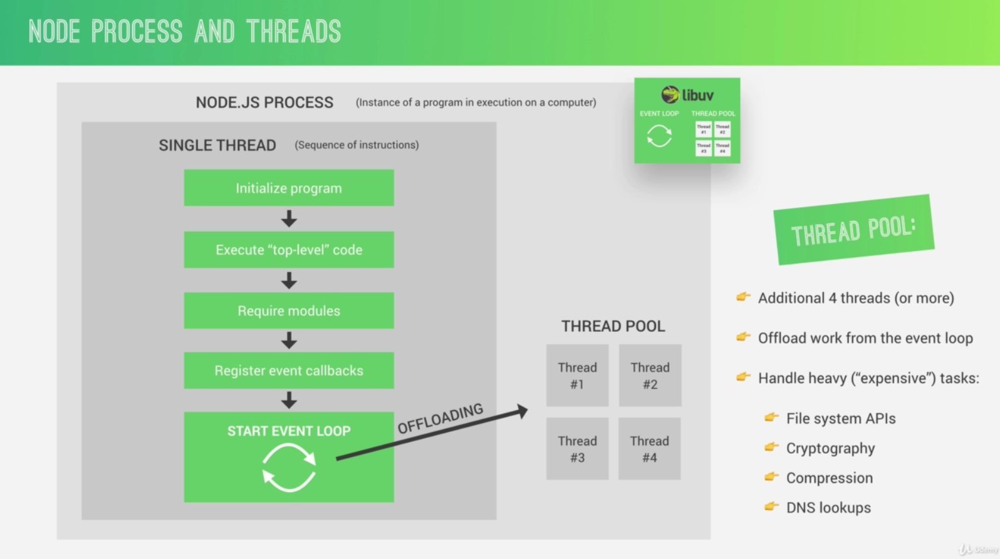 NODE PROCESS AND THREADS
NODE.JS PROCESS (Instance of a program in execution on a computer)
libuv
EVENT LOOP THREAD POOL
Thread #1
Thread #2
Thread #3
Thread #4
SINGLE THREAD (Sequence of instructions)
Initialize program
Execute “top-level” code
Require modules
Register event callbacks
START EVENT LOOP
OFFLOADING
THREAD POOL
Thread
#1
Thread
#2
Thread
#3
Thread
#4
THREAD POOL:
Additional 4 threads (or more)
Offload work from the event loop
Handle heavy (“expensive”) tasks:
File system APIs
Cryptography
Compression
DNS lookups
Udemy